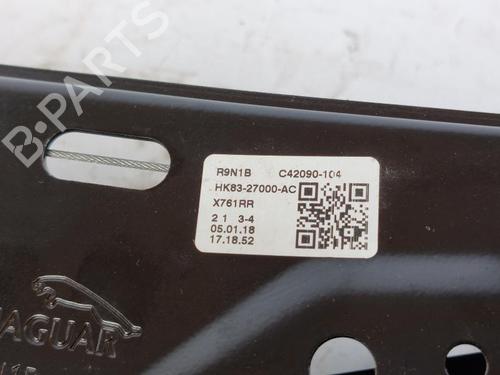 B-PARTS
R9N1B C42090-104
HK83-27000-AC
X761RR
2 1 3-4
05.01.18
17.18.52
JAGUAR